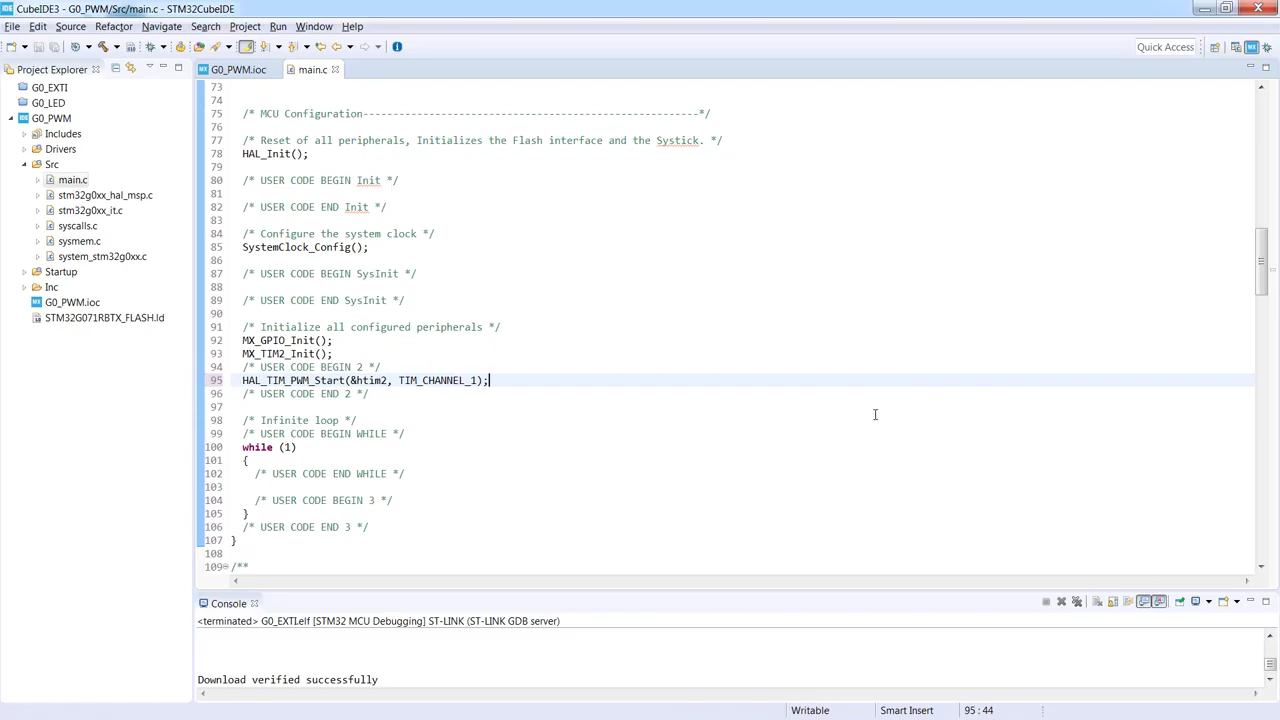 CubeIDE3 - G0_PWM/Src/main.c - STM32CubeIDE
File Edit Source Refactor Navigate Search Project Run Window Help
Quick Access
Project Explorer
G0_EXTI
G0_LED
G0_PWM
Includes
Drivers
Src
main.c
stm32g0xx_hal_msp.c
stm32g0xx_it.c
syscalls.c
sysmem.c
system_stm32g0xx.c
Startup
Inc
G0_PWM.ioc
STM32G071RBTX_FLASH.ld
G0_PWM.ioc main.c
73
74
75 /* MCU Configuration--------------------------------------------------------*/
76
77 /* Reset of all peripherals, Initializes the Flash interface and the Systick. */
78 HAL_Init();
79
80 /* USER CODE BEGIN Init */
81
82 /* USER CODE END Init */
83
84 /* Configure the system clock */
85 SystemClock_Config();
86
87 /* USER CODE BEGIN SysInit */
88
89 /* USER CODE END SysInit */
90
91 /* Initialize all configured peripherals */
92 MX_GPIO_Init();
93 MX_TIM2_Init();
94 /* USER CODE BEGIN 2 */
95 HAL_TIM_PWM_Start(&htim2, TIM_CHANNEL_1);
96 /* USER CODE END 2 */
97
98 /* Infinite loop */
99 /* USER CODE BEGIN WHILE */
100 while (1)
101 {
102 /* USER CODE END WHILE */
103
104 /* USER CODE BEGIN 3 */
105 }
106 /* USER CODE END 3 */
107 }
108
109 /**
Console
<terminated> G0_EXTI.elf [STM32 MCU Debugging] ST-LINK (ST-LINK GDB server)
Download verified successfully
Writable Smart Insert 95 : 44